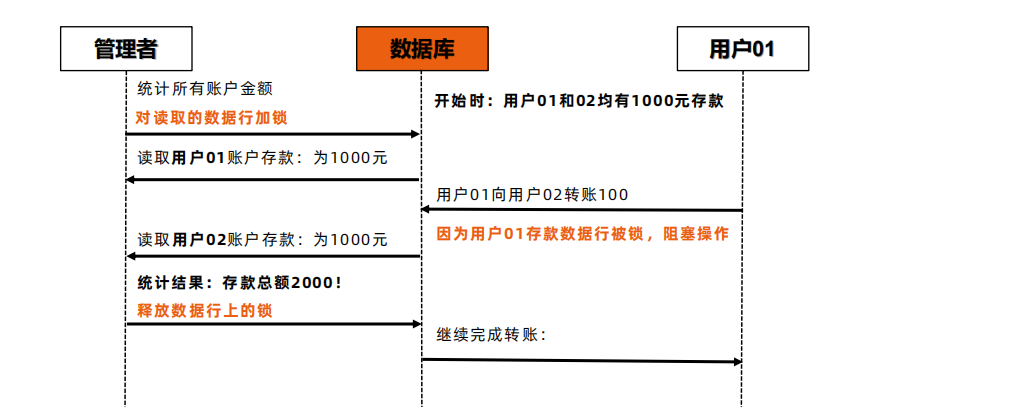 管理者
数据库
用户01
统计所有账户金额
开始时：用户01和02均有1000元存款
对读取的数据行加锁
读取用户01账户存款：为1000元
用户01向用户02转账100
因为用户01存款数据行被锁，阻塞操作
读取用户02账户存款：为1000元
统计结果：存款总额2000！
释放数据行上的锁
继续完成转账：